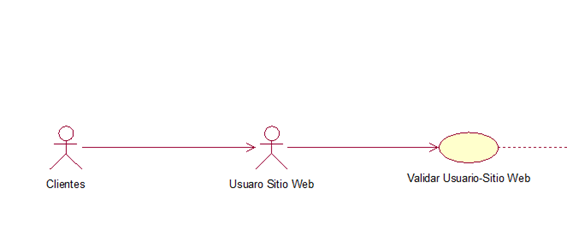 Clientes
Usuaro Sitio Web
Validar Usuario-Sitio Web